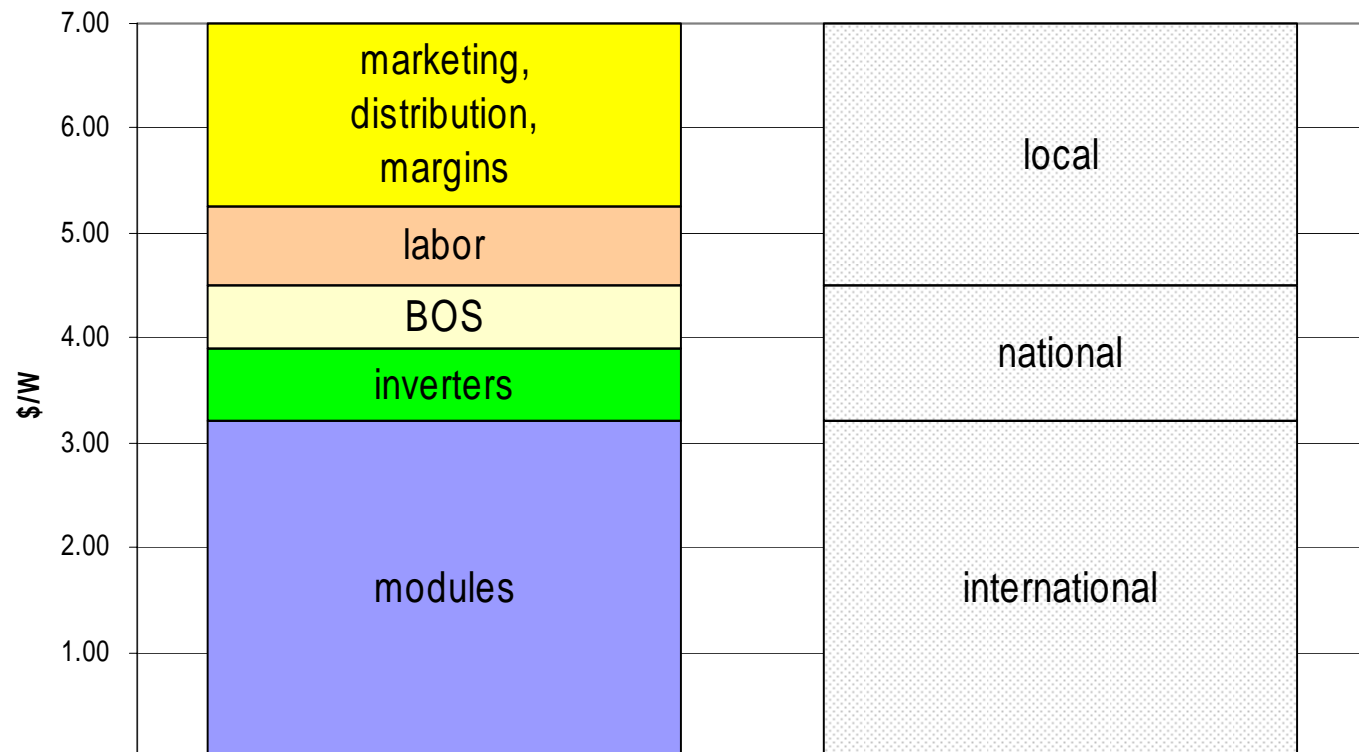 7.00
6.00
5.00
4.00
3.00
2.00
1.00
$/W
marketing,
distribution,
margins
labor
BOS
inverters
modules
local
national
international